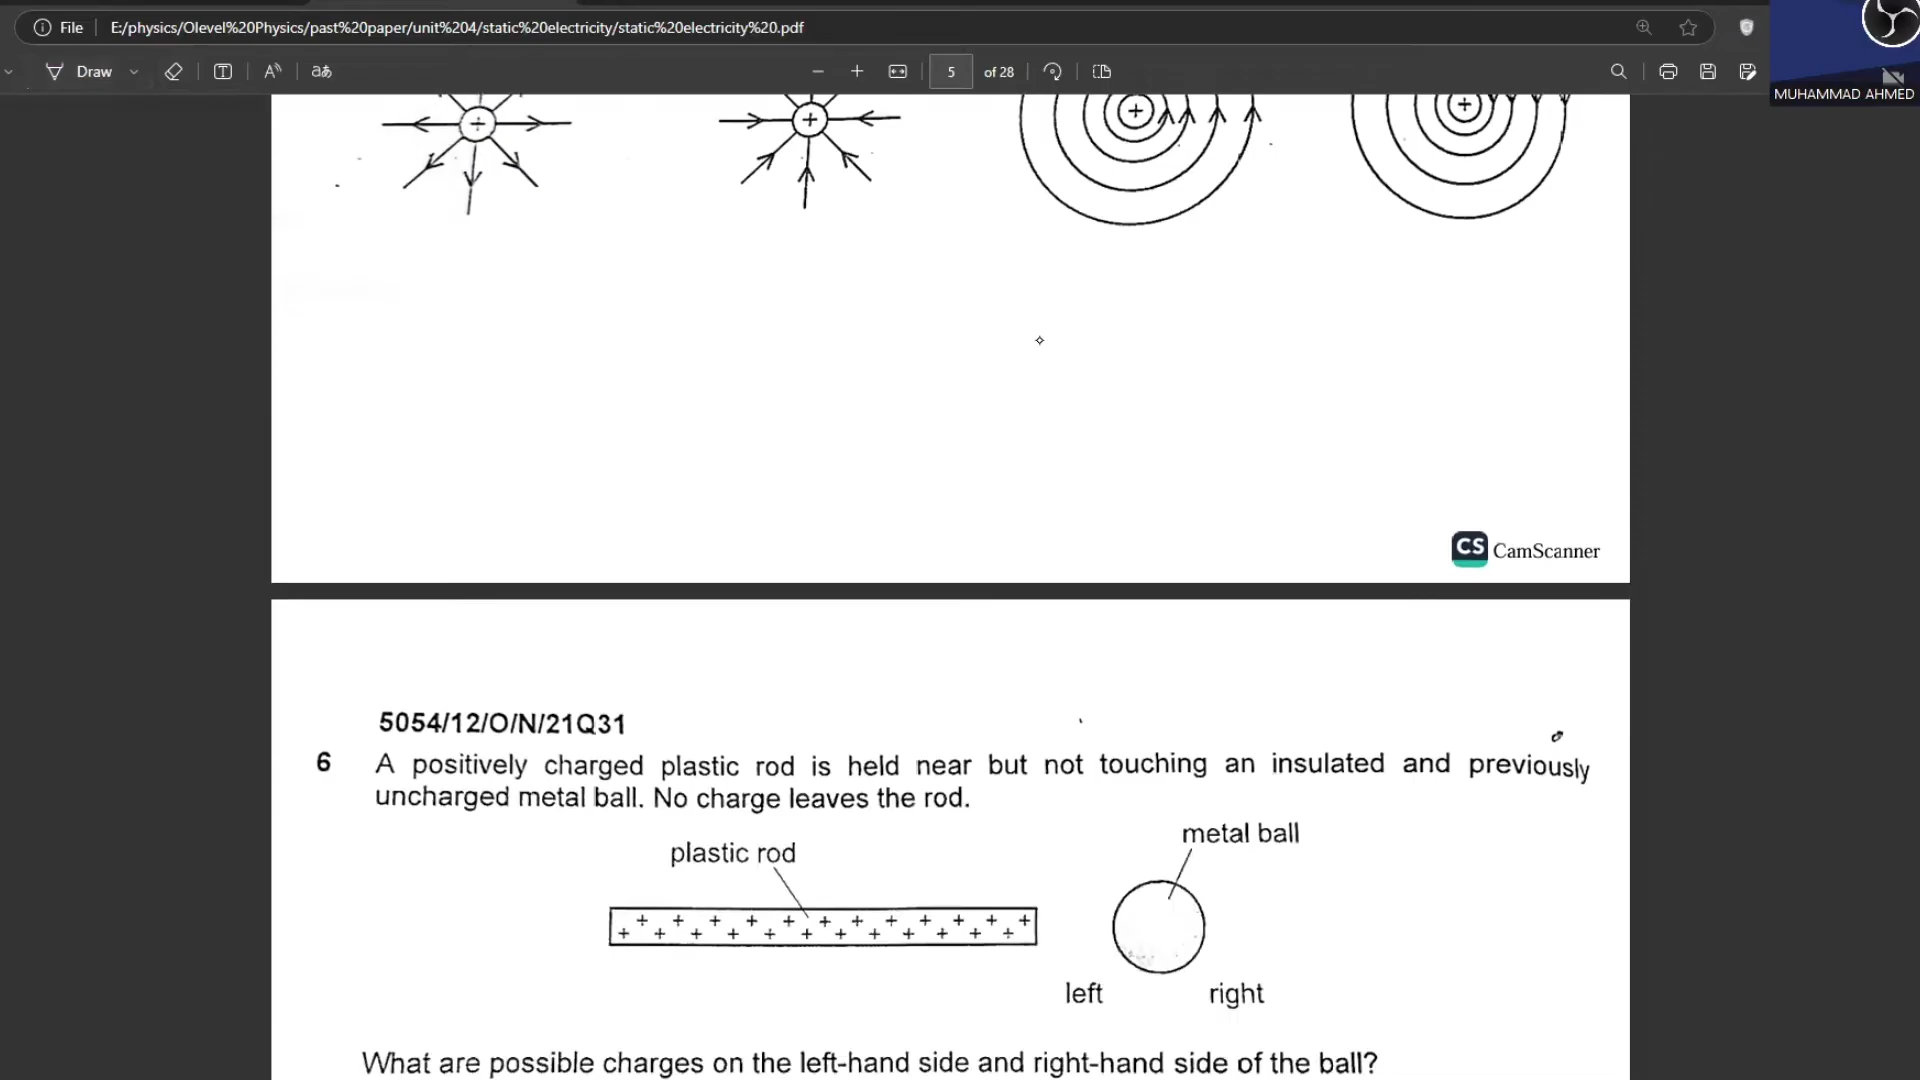 File
E:/physics/Olevel%20Physics/past%20paper/unit%204/static%20electricity/static%20electricity%20.pdf
Draw
5 of 28
MUHAMMAD AHMED
+ + + +
CS CamScanner
5054/12/O/N/21Q31
6 A positively charged plastic rod is held near but not touching an insulated and previously
uncharged metal ball. No charge leaves the rod.
metal ball
plastic rod
+ + + + + + + + + + + +
+ + + + + + + + + + + +
left right
What are possible charges on the left-hand side and right-hand side of the ball?